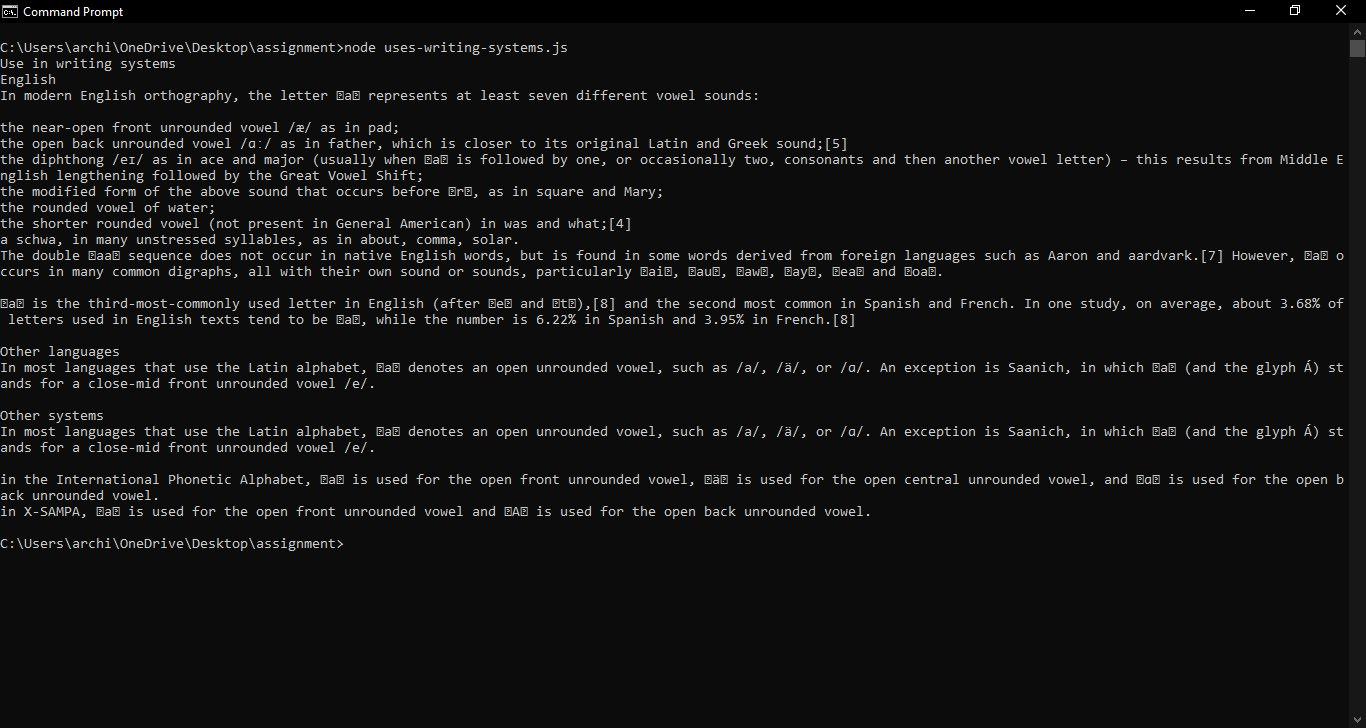 Command Prompt
C:\Users\archi\OneDrive\Desktop\assignment>node uses-writing-systems.js
Use in writing systems
English
In modern English orthography, the letter �a� represents at least seven different vowel sounds:
the near-open front unrounded vowel /æ/ as in pad;
the open back unrounded vowel /ɑː/ as in father, which is closer to its original Latin and Greek sound;[5]
the diphthong /eɪ/ as in ace and major (usually when �a� is followed by one, or occasionally two, consonants and then another vowel letter) – this results from Middle E
nglish lengthening followed by the Great Vowel Shift;
the modified form of the above sound that occurs before �r�, as in square and Mary;
the rounded vowel of water;
the shorter rounded vowel (not present in General American) in was and what;[4]
a schwa, in many unstressed syllables, as in about, comma, solar.
The double �aa� sequence does not occur in native English words, but is found in some words derived from foreign languages such as Aaron and aardvark.[7] However, �a� o
ccurs in many common digraphs, all with their own sound or sounds, particularly �ai�, �au�, �aw�, �ay�, �ea� and �oa�.
�a� is the third-most-commonly used letter in English (after �e� and �t�),[8] and the second most common in Spanish and French. In one study, on average, about 3.68% of
letters used in English texts tend to be �a�, while the number is 6.22% in Spanish and 3.95% in French.[8]
Other languages
In most languages that use the Latin alphabet, �a� denotes an open unrounded vowel, such as /a/, /ä/, or /ɑ/. An exception is Saanich, in which �a� (and the glyph Á) st
ands for a close-mid front unrounded vowel /e/.
Other systems
In most languages that use the Latin alphabet, �a� denotes an open unrounded vowel, such as /a/, /ä/, or /ɑ/. An exception is Saanich, in which �a� (and the glyph Á) st
ands for a close-mid front unrounded vowel /e/.
in the International Phonetic Alphabet, �a� is used for the open front unrounded vowel, �ä� is used for the open central unrounded vowel, and �ɑ� is used for the open b
ack unrounded vowel.
in X-SAMPA, �a� is used for the open front unrounded vowel and �A� is used for the open back unrounded vowel.
C:\Users\archi\OneDrive\Desktop\assignment>